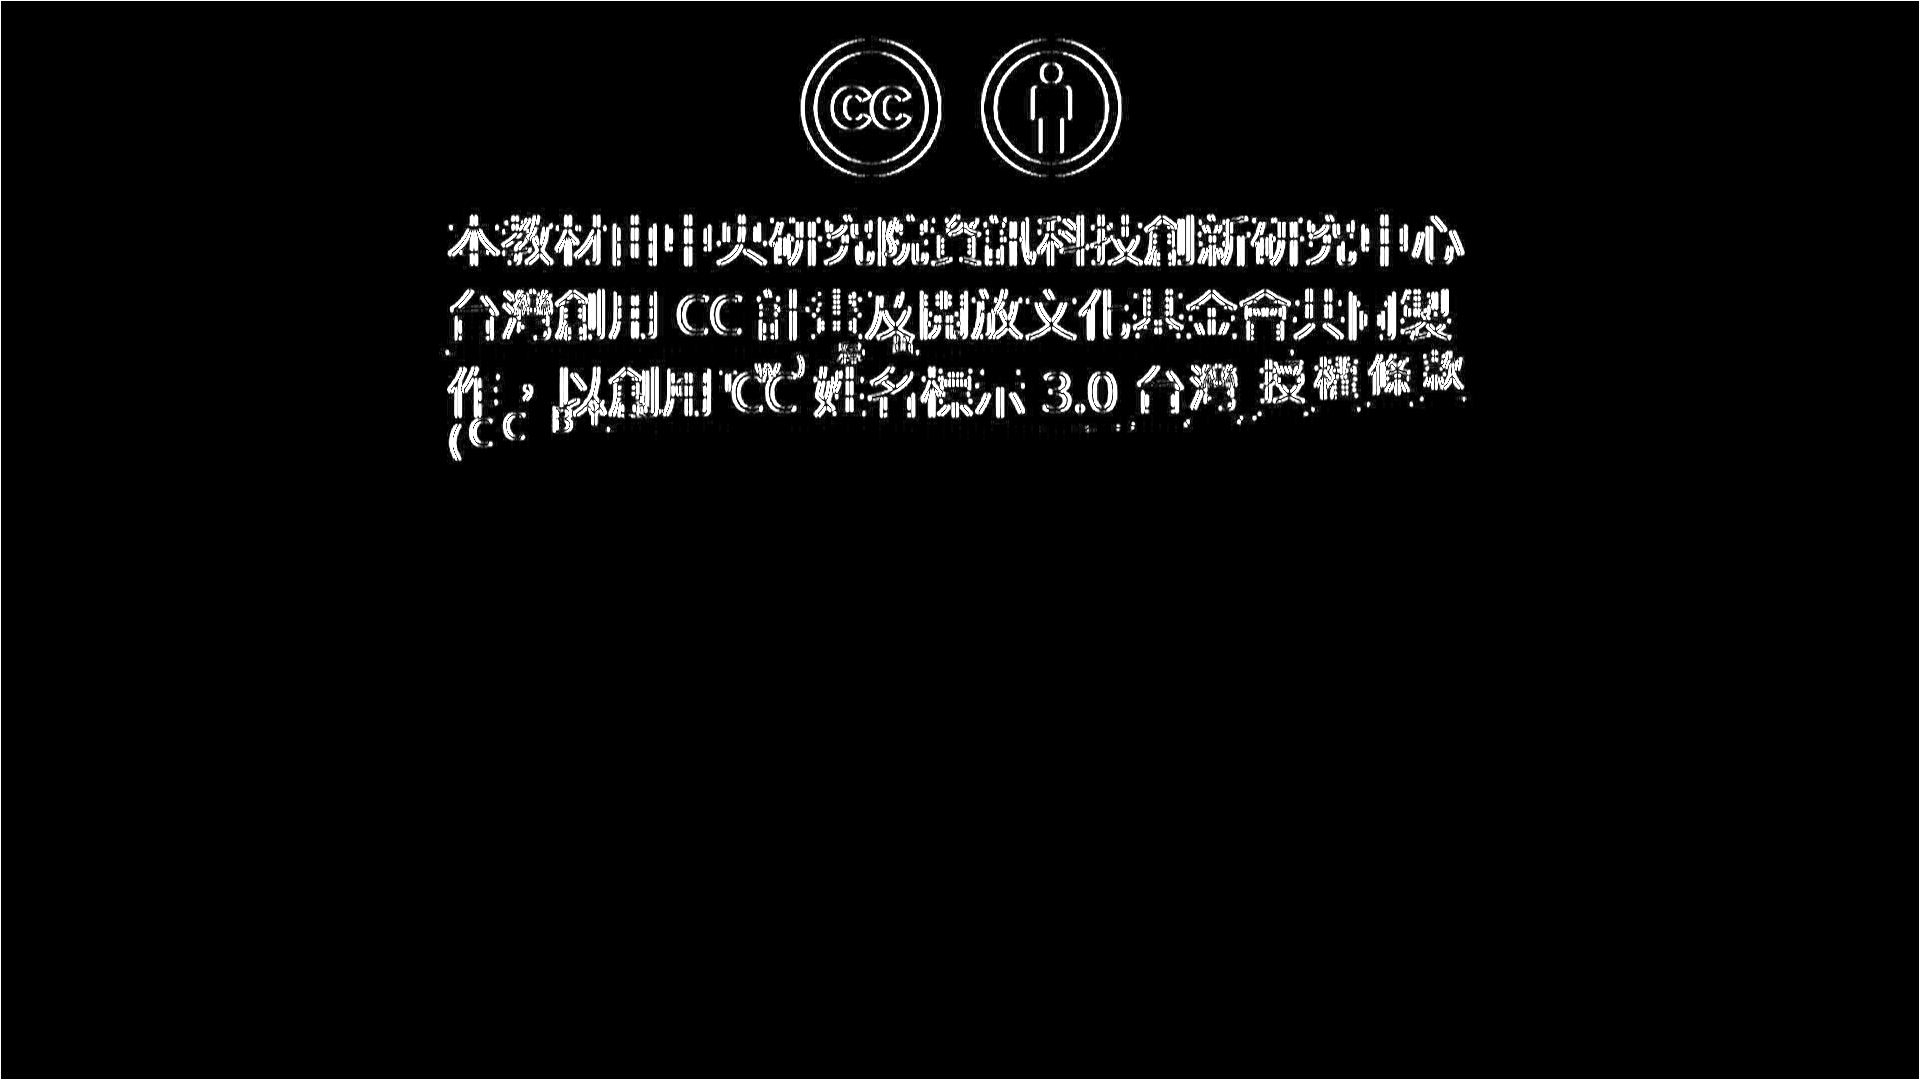 CC
本教材由中央研究院資訊科技創新研究中心
台灣創用 CC 計畫及開放文化基金會共同製
作，以創用 CC 姓名標示 3.0 台灣 授權條款
(CC BY